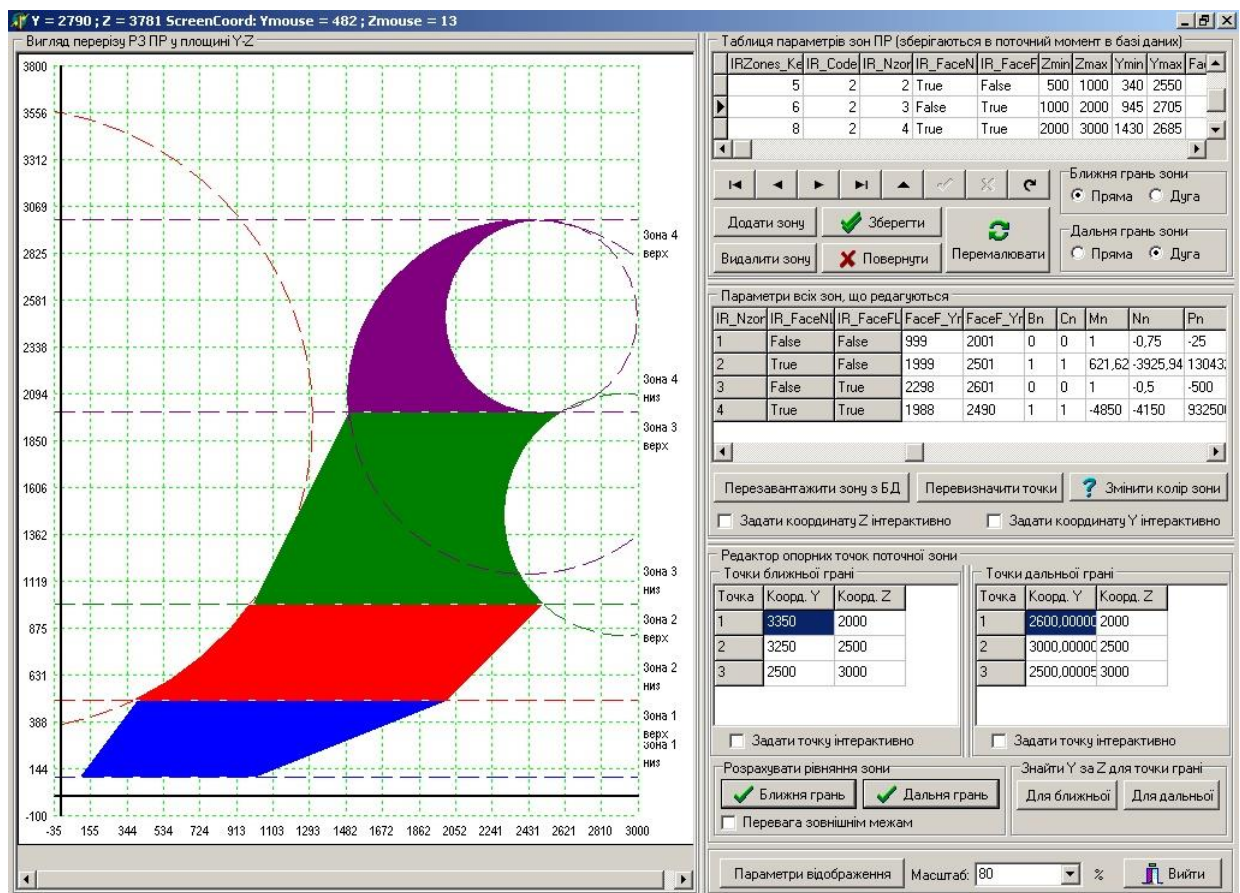 Y = 2790 ; Z = 3781 ScreenCoord: Ymouse = 482 ; Zmouse = 13
Вигляд перерізу РЗ ПР у площині Y-Z
3800
3556
3312
3069
2825
2581
2338
2094
1850
1606
1362
1119
875
631
388
144
-100
-35 155 344 534 724 913 1103 1293 1482 1672 1862 2052 2241 2431 2621 2810 3000
Зона 4
верх
Зона 4
низ
Зона 3
верх
Зона 3
низ
Зона 2
верх
Зона 2
низ
Зона 1
верх
Зона 1
низ
Таблиця параметрів зон ПР (зберігаються в поточний момент в базі даних)
IRZones_Ke IR_Code IR_Nzor IR_FaceN IR_FaceF Zmin Zmax Ymin Ymax Fac
5 2 2 True False 500 1000 340 2550
6 2 3 False True 1000 2000 945 2705
8 2 4 True True 2000 3000 1430 2685
Ближня грань зони
Пряма Дуга
Додати зону Зберегти Перемалювати
Видалити зону Повернути
Дальня грань зони
Пряма Дуга
Параметри всіх зон, що редагуються
IR_Nzor IR_FaceNI IR_FaceFL FaceF_Yr FaceF_Yr Bn Cn Mn Nn Pn
1 False False 999 2001 0 0 1 -0,75 -25
2 True False 1999 2501 1 1 621,62 -3925,94 13043
3 False True 2298 2601 0 0 1 -0,5 -500
4 True True 1988 2490 1 1 -4850 -4150 93250
Перезавантажити зону з БД Перевизначити точки Змінити колір зони
Задати координату Z інтерактивно Задати координату Y інтерактивно
Редактор опорних точок поточної зони
Точки ближньої грані
Точка Коорд. Y Коорд. Z
1 3350 2000
2 3250 2500
3 2500 3000
Задати точку інтерактивно
Точки дальньої грані
Точка Коорд. Y Коорд. Z
1 2600,00000 2000
2 3000,00000 2500
3 2500,00005 3000
Задати точку інтерактивно
Розрахувати рівняння зони
Ближня грань Дальня грань
Перевага зовнішнім межам
Знайти Y за Z для точки грані
Для ближньої Для дальньої
Параметри відображення Масштаб: 80 % Вийти